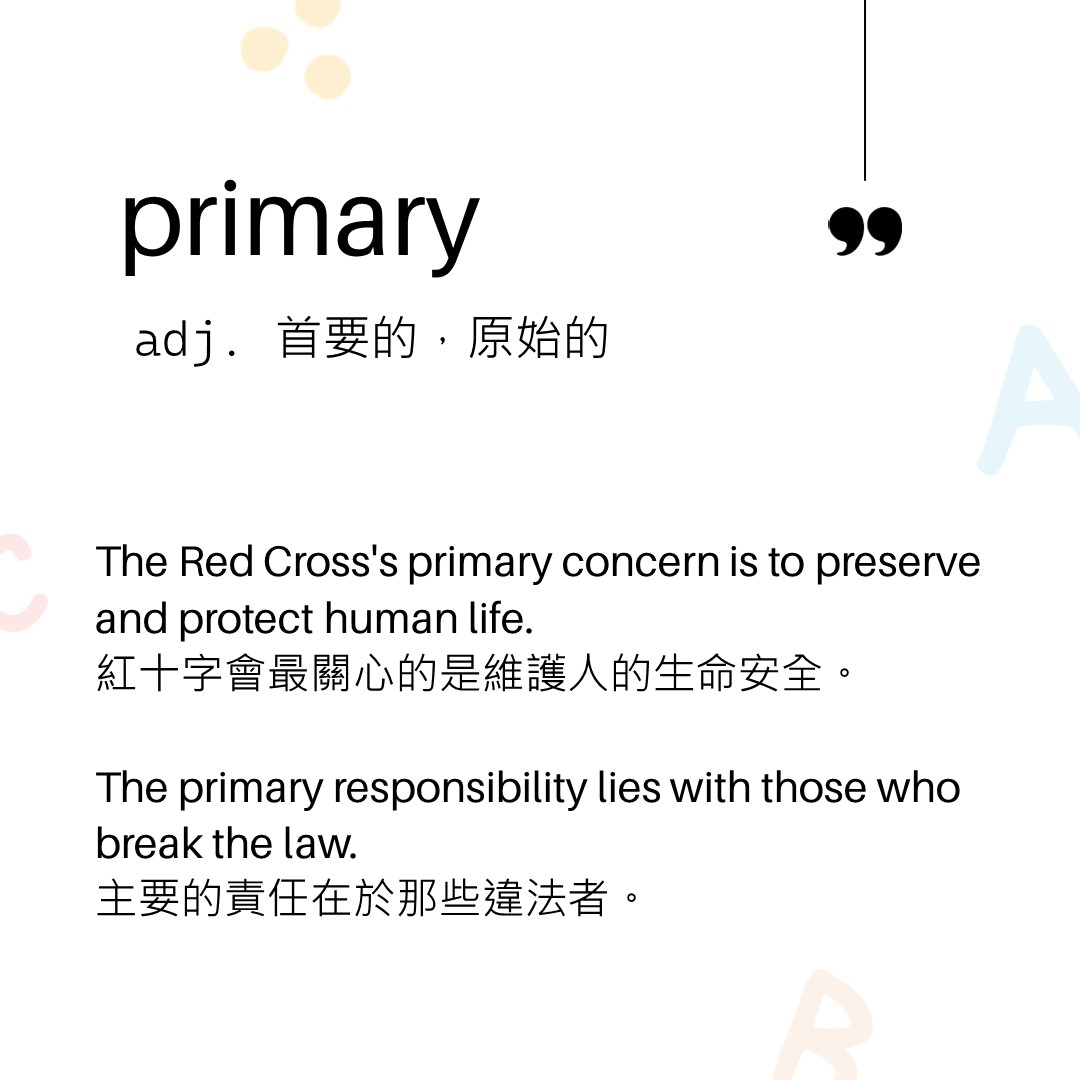 primary
❞
adj. 首要的，原始的
A
C
The Red Cross's primary concern is to preserve
and protect human life.
紅十字會最關心的是維護人的生命安全。
The primary responsibility lies with those who
break the law.
主要的責任在於那些違法者。
B